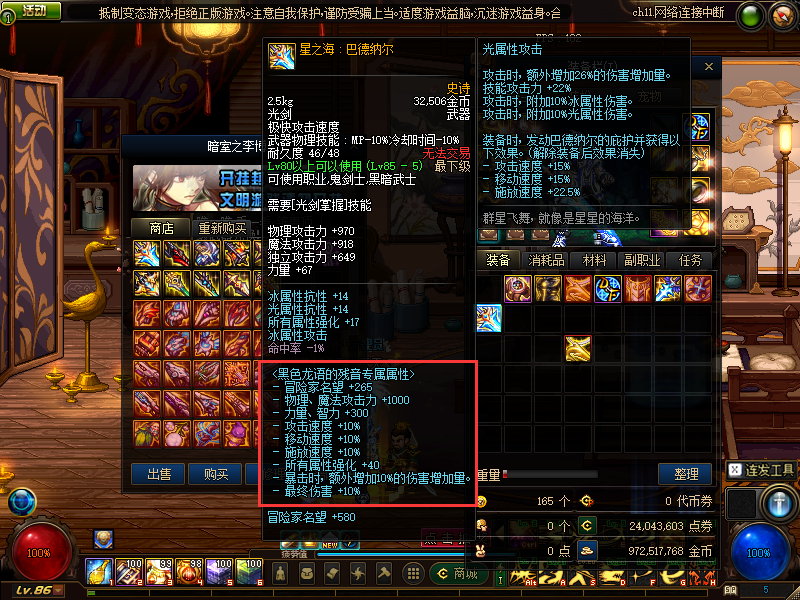 活动
抵制变态游戏,拒绝正版游戏。注意自我保护,谨防受骗上当。适度游戏益脑,沉迷游戏益身。合
ch11.网络连接中断
星之海：巴德纳尔
史诗
2.5kg
32,506金币
光剑
武器
极快攻击速度
武器物理技能：MP-10%冷却时间-10%
耐久度 46/48
无法交易
Lv80以上可以使用 (Lv85 - 5)
最下级
可使用职业,鬼剑士,黑暗武士
需要[光剑掌握]技能
物理攻击力 +970
魔法攻击力 +918
独立攻击力 +649
力量 +67
冰属性抗性 +14
光属性抗性 +14
所有属性强化 +17
冰属性攻击
命中率 -1%
<黑色龙语的残音专属属性>
- 冒险家名望 +265
- 物理、魔法攻击力 +1000
- 力量、智力 +300
- 攻击速度 +10%
- 移动速度 +10%
- 施放速度 +10%
- 所有属性强化 +40
- 暴击时, 额外增加10%的伤害增加量。
- 最终伤害 +10%
冒险家名望 +580
光属性攻击
攻击时, 额外增加26%的伤害增加量。
技能攻击力 +22%
攻击时, 附加10%冰属性伤害。
攻击时, 附加10%光属性伤害。
装备时, 发动巴德纳尔的庇护并获得以
下效果。(解除装备后效果消失)
- 攻击速度 +15%
- 移动速度 +15%
- 施放速度 +22.5%
群星飞舞, 就像是星星的海洋。
暗室之李
开挂
文明游
商店
重新购买
出售
购买
装备
消耗品
材料
副职业
任务
重量
整理
165 个
0 代币券
0 个
24,043,603 点券
0 点
972,517,768 金币
X 连发工具
100%
100%
Lv.86
疲劳值
NEW
商城
100
99
98
100
100
SP
5